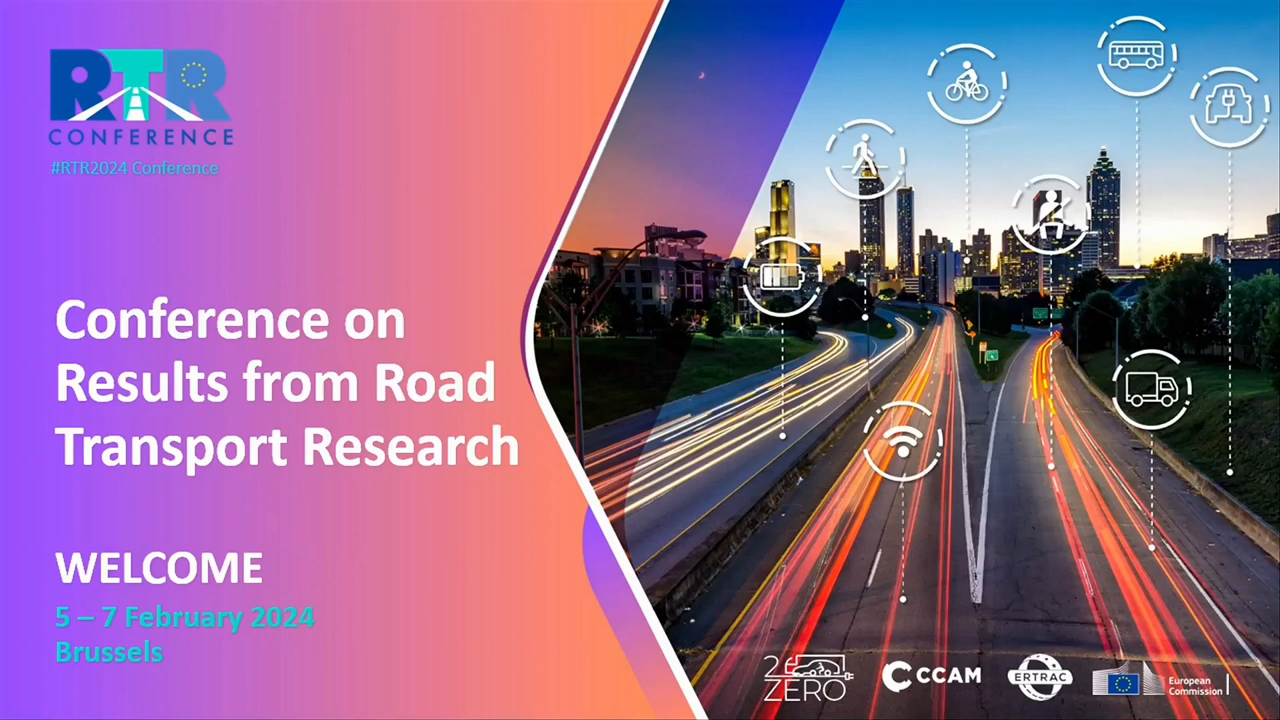 RTR
CONFERENCE
#RTR2024 Conference
Conference on
Results from Road
Transport Research
WELCOME
5 – 7 February 2024
Brussels
2ZERO
CCAM
ERTRAC
European
Commission